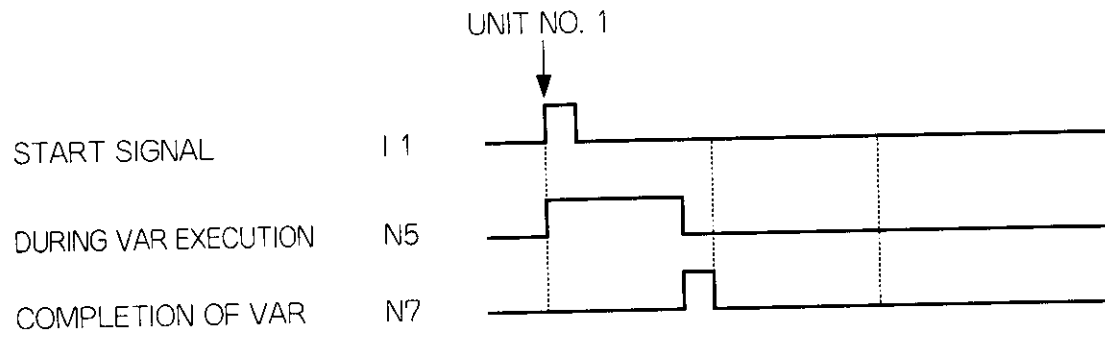 UNIT NO. 1
START SIGNAL I 1
DURING VAR EXECUTION N5
COMPLETION OF VAR N7